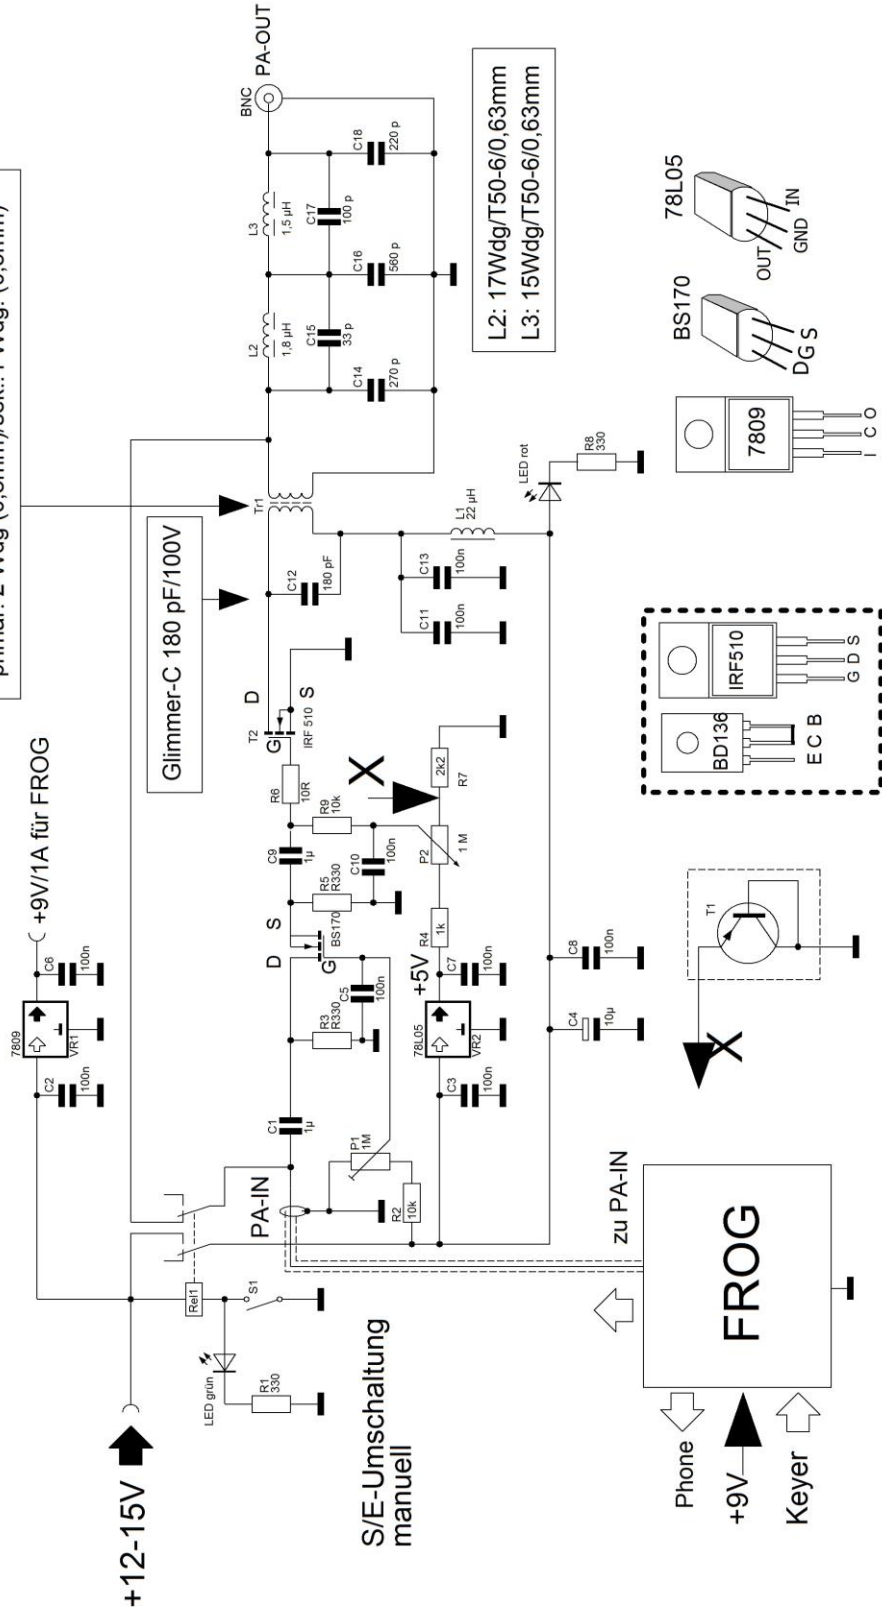 primär: 2 Wdg (0,8mm)/sek.:
Glimmer-C 180 pF/100V
+9V/1A für FROG
7809
VR1
C2
100n
C6
100n
+12-15V
Rel1
S1
LED grün
R1
330
S/E-Umschaltung
manuell
PA-IN
C1
1µ
P1
1M
R2
10k
R3
R330
C5
100n
D
S
G
BS170
R5
R330
C9
1µ
C10
100n
R9
10k
R6
10R
T2
G
D
S
IRF 510
C12
180 pF
Tr1
L2
1,8 µH
L3
1,5 µH
C15
33 p
C17
100 p
C14
270 p
C16
560 p
C18
220 p
BNC
PA-OUT
L2: 17Wdg/T50-6/0,63mm
L3: 15Wdg/T50-6/0,63mm
78L05
VR2
+5V
C3
100n
C7
100n
R4
1k
P2
1 M
X
R7
2k2
C11
100n
C13
100n
L1
22 µH
LED rot
R8
330
C4
10µ
C8
100n
zu PA-IN
FROG
Phone
+9V
Keyer
X
T1
BD136
E C B
IRF510
G D S
7809
I C O
BS170
D G S
78L05
OUT
GND
IN